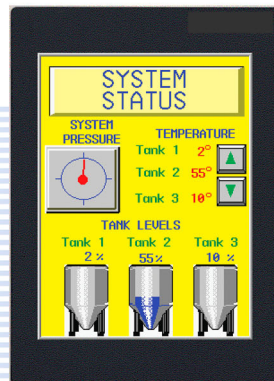 SYSTEM
STATUS
SYSTEM
PRESSURE
TEMPERATURE
Tank 1 2°
Tank 2 55°
Tank 3 10°
TANK LEVELS
Tank 1 Tank 2 Tank 3
2 % 55% 10 %